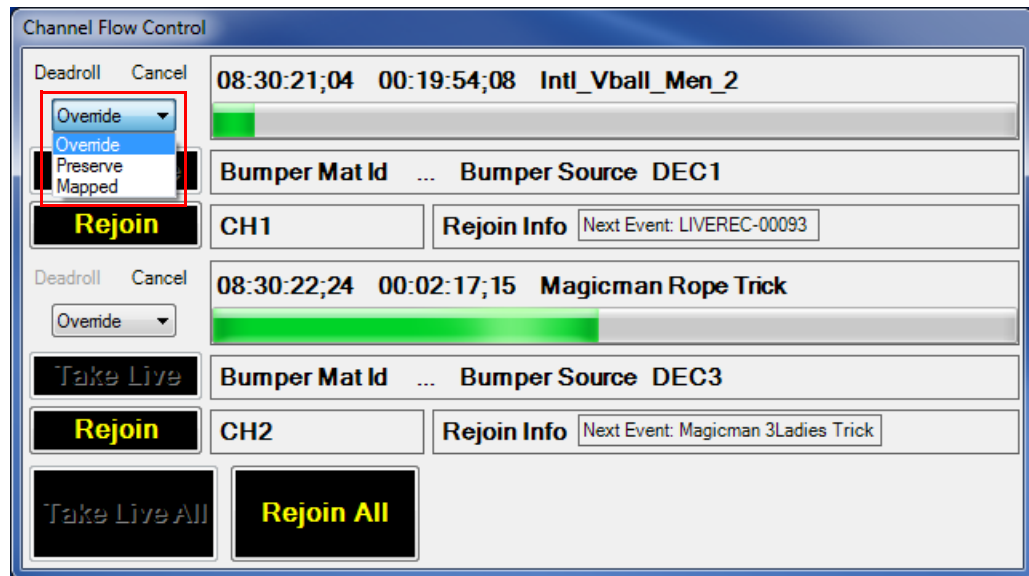 Channel Flow Control
Deadroll Cancel
08:30:21;04 00:19:54;08 Intl_Vball_Men_2
Override
Override
Preserve
Mapped
Bumper Mat Id ... Bumper Source DEC1
Rejoin
CH1
Rejoin Info Next Event: LIVEREC-00093
Deadroll Cancel
08:30:22;24 00:02:17;15 Magicman Rope Trick
Override
Take Live
Bumper Mat Id ... Bumper Source DEC3
Rejoin
CH2
Rejoin Info Next Event: Magicman 3Ladies Trick
Take Live All
Rejoin All